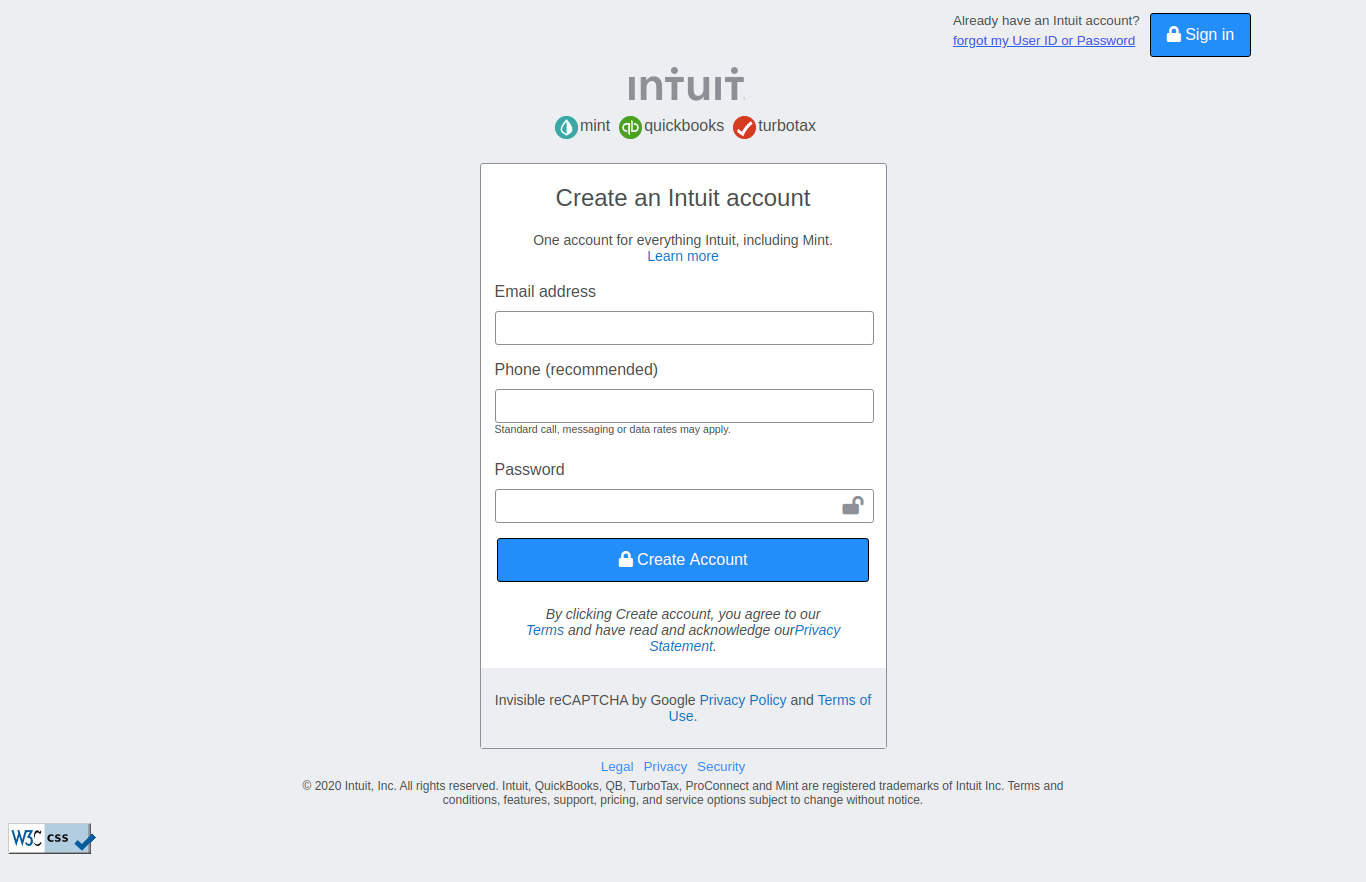 Already have an Intuit account?
forgot my User ID or Password
Sign in
intuit
mint quickbooks turbotax
Create an Intuit account
One account for everything Intuit, including Mint.
Learn more
Email address
Phone (recommended)
Standard call, messaging or data rates may apply.
Password
Create Account
By clicking Create account, you agree to our
Terms and have read and acknowledge ourPrivacy
Statement.
Invisible reCAPTCHA by Google Privacy Policy and Terms of
Use.
Legal Privacy Security
© 2020 Intuit, Inc. All rights reserved. Intuit, QuickBooks, QB, TurboTax, ProConnect and Mint are registered trademarks of Intuit Inc. Terms and
conditions, features, support, pricing, and service options subject to change without notice.
W3C css